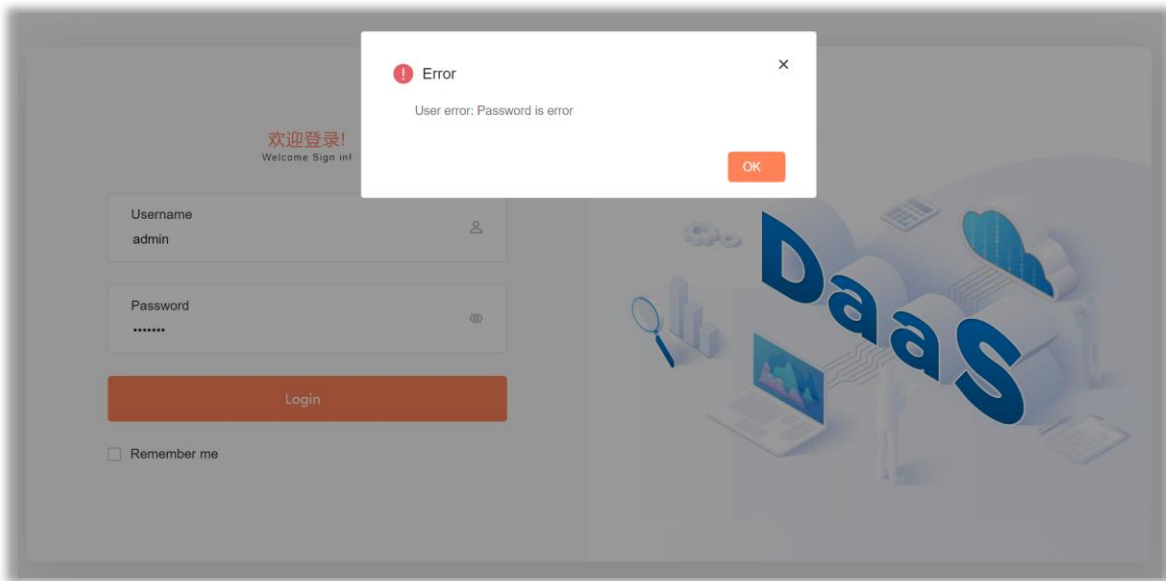 Error
User error: Password is error
OK
欢迎登录!
Welcome Sign in!
Username
admin
Password
Login
Remember me
DaaS